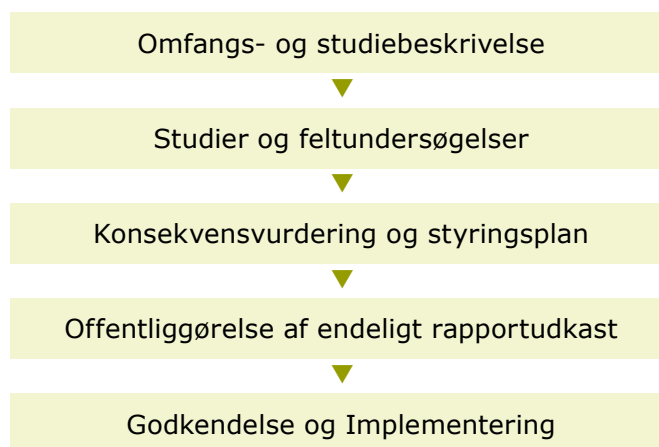 Omfangs- og studiebeskrivelse
Studier og feltundersøgelser
Konsekvensvurdering og styringsplan
Offentliggørelse af endeligt rapportudkast
Godkendelse og Implementering